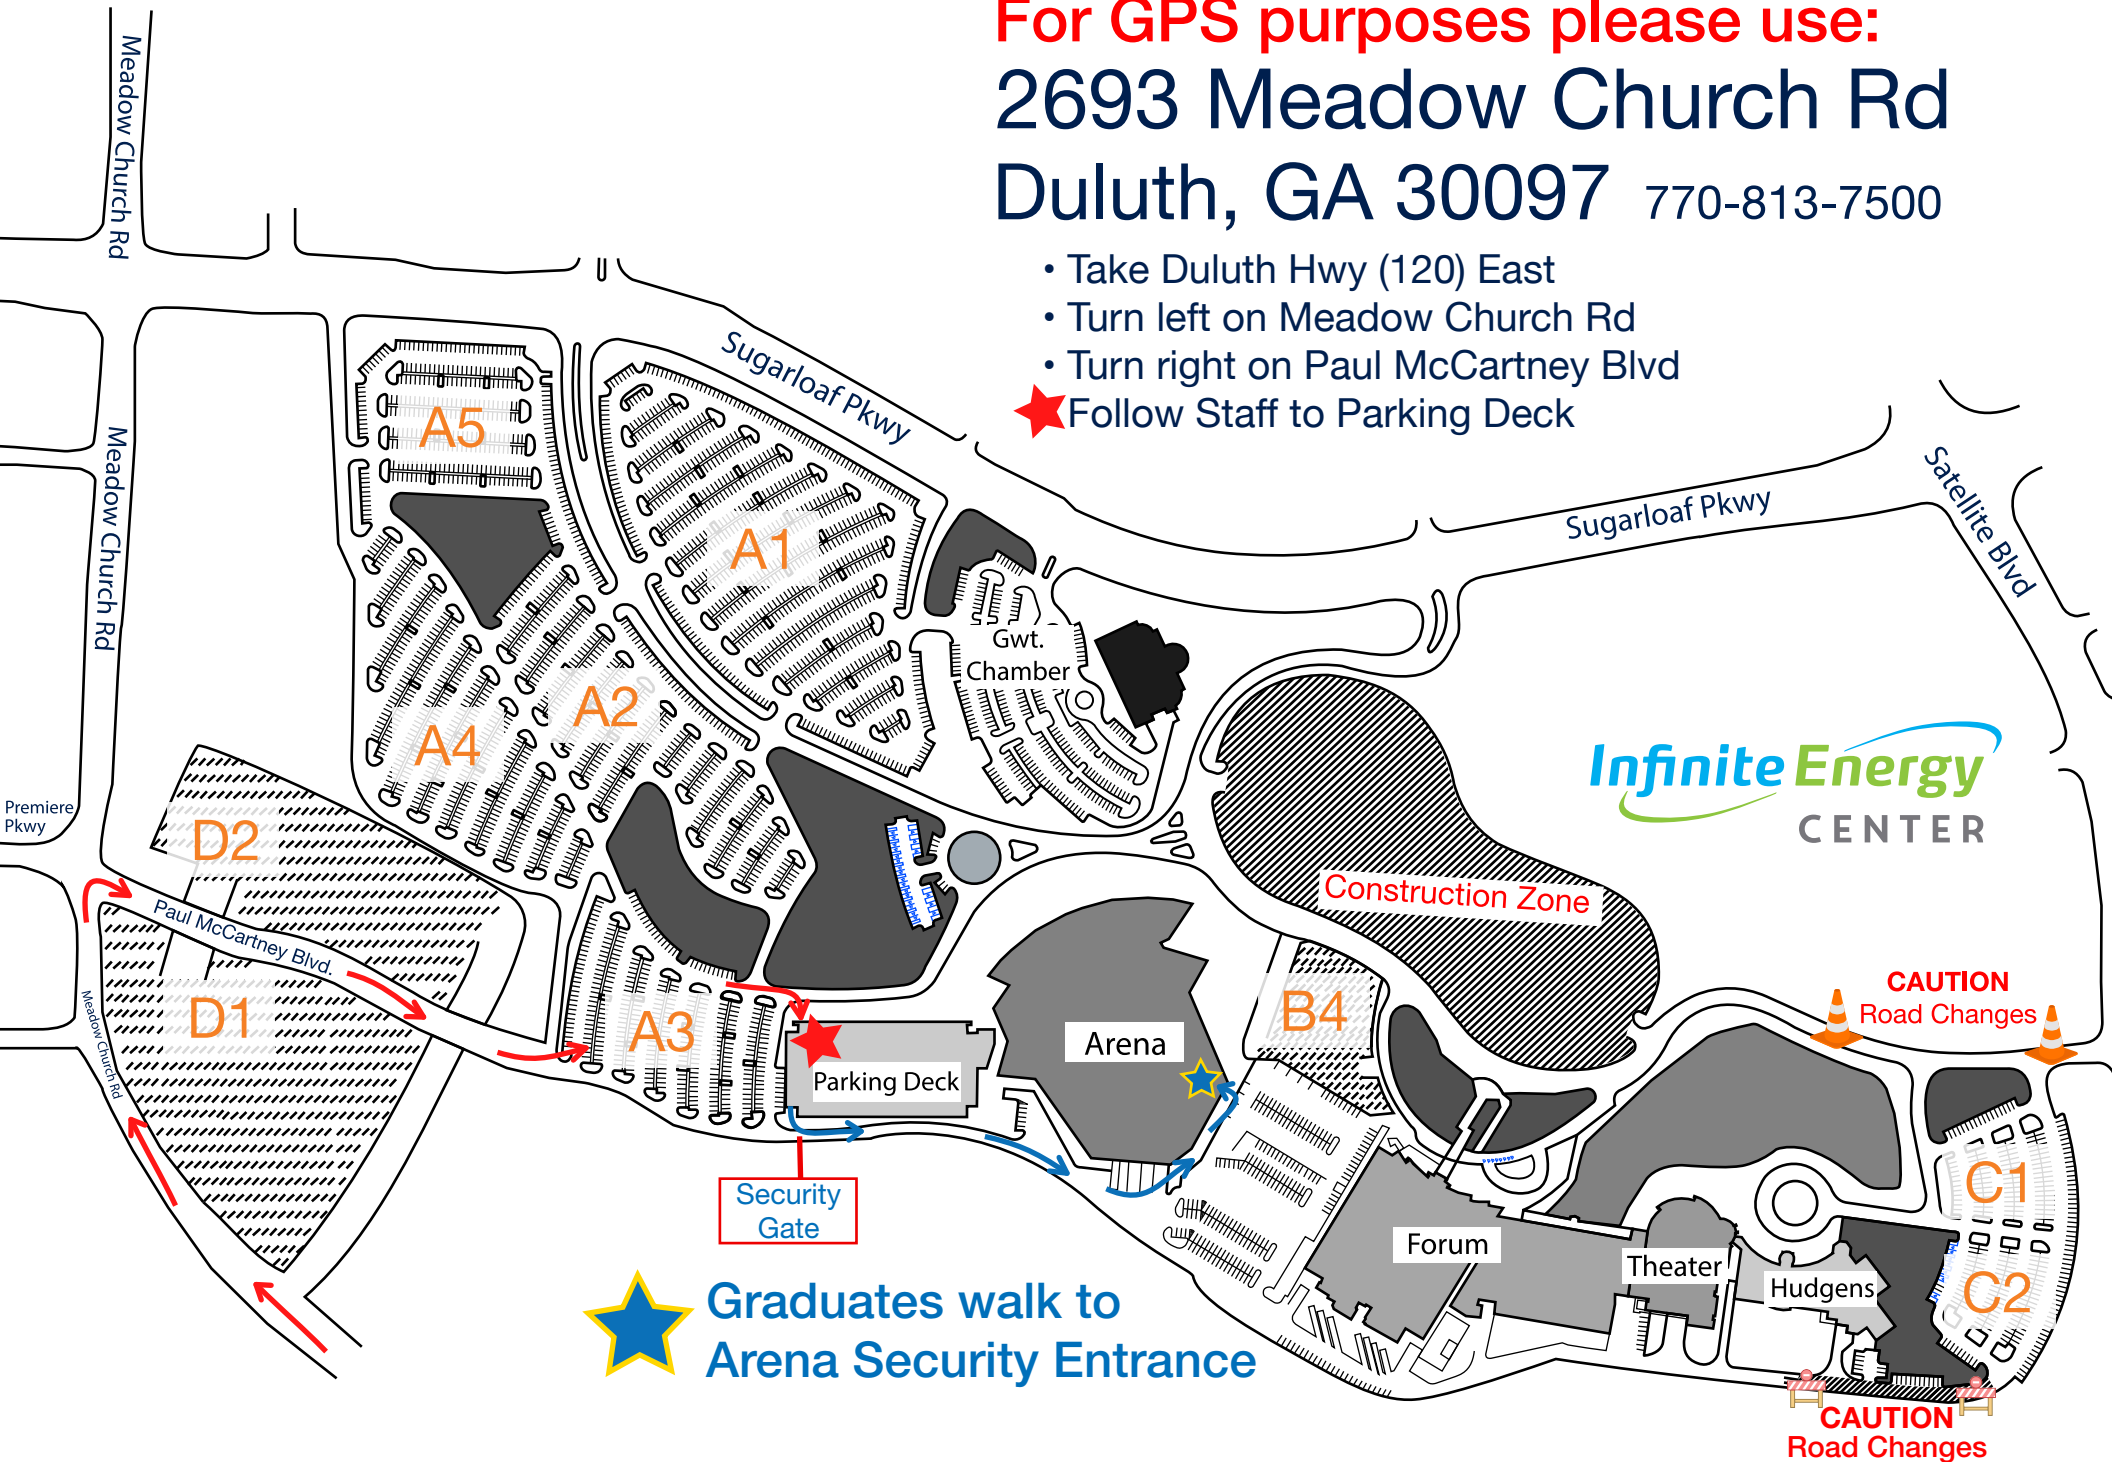 For GPS purposes please use:
2693 Meadow Church Rd
Duluth, GA 30097 770-813-7500
• Take Duluth Hwy (120) East
• Turn left on Meadow Church Rd
• Turn right on Paul McCartney Blvd
Follow Staff to Parking Deck
Meadow Church Rd
Sugarloaf Pkwy
Sugarloaf Pkwy
Satellite Blvd
Meadow Church Rd
A5
A1
Gwt.
Chamber
A2
A4
Infinite Energy
CENTER
Premiere
Pkwy
D2
Construction Zone
Paul McCartney Blvd.
D1
Meadow Church Rd
A3
B4
Arena
Parking Deck
CAUTION
Road Changes
Security
Gate
C1
C2
Forum
Theater
Hudgens
Graduates walk to
Arena Security Entrance
CAUTION
Road Changes